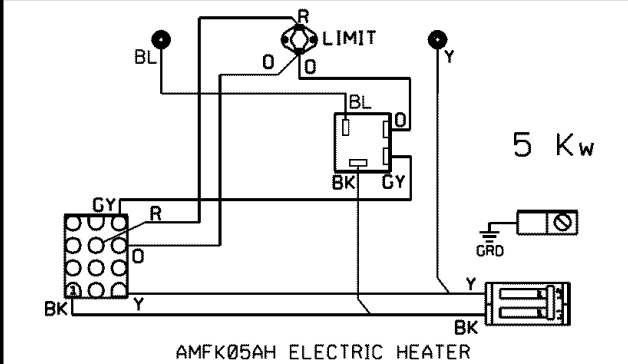 R
LIMIT
BL
O
O
Y
BL
O
5 Kw
BK
GY
GY
R
GRD
O
Y
1
BK
Y
BK
AMFK05AH ELECTRIC HEATER